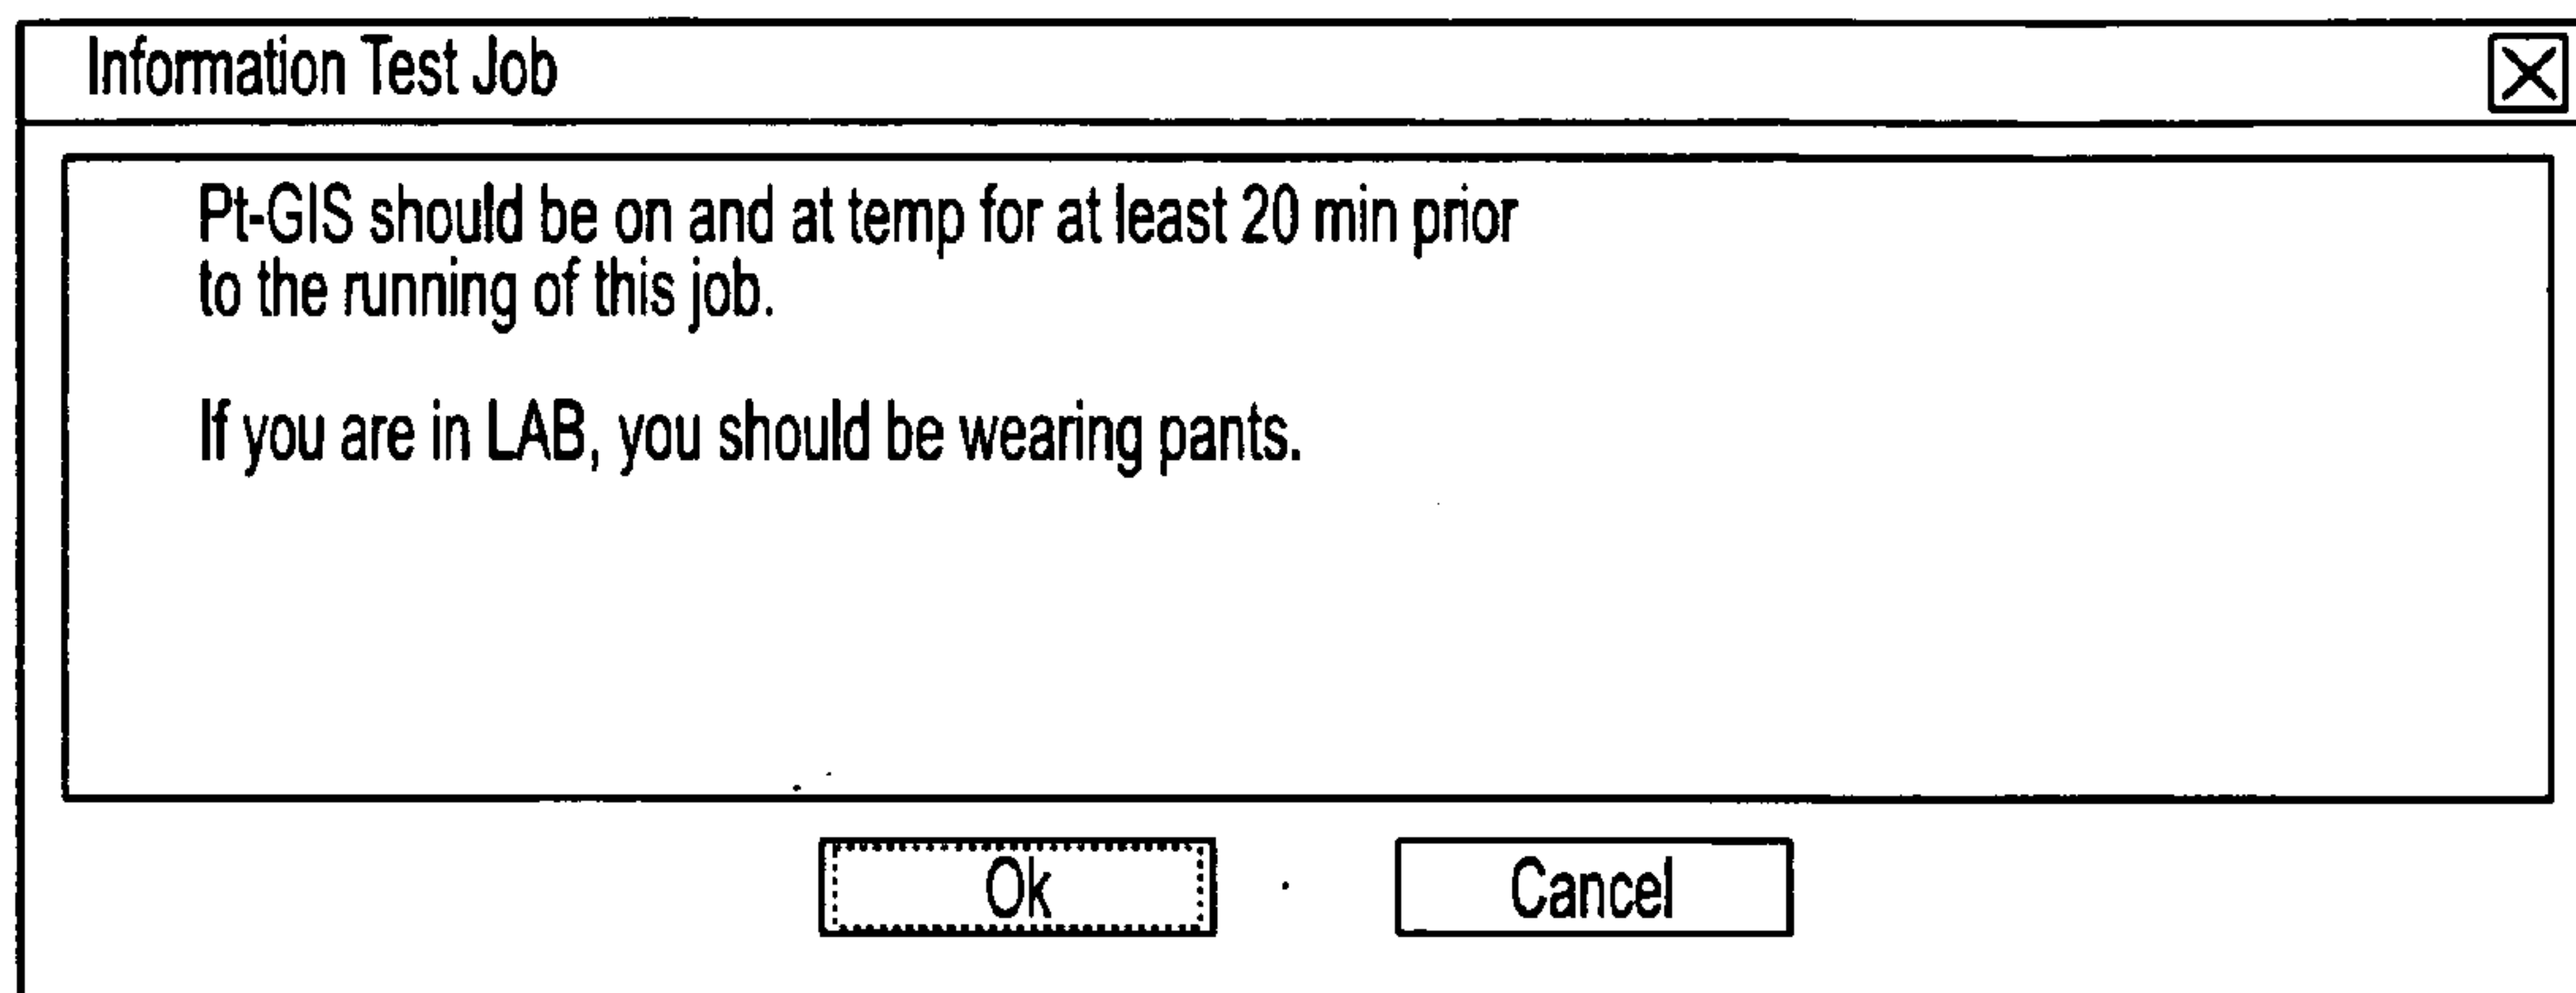 Information Test Job
Pt-GIS should be on and at temp for at least 20 min prior
to the running of this job.
If you are in LAB, you should be wearing pants.
Ok
Cancel